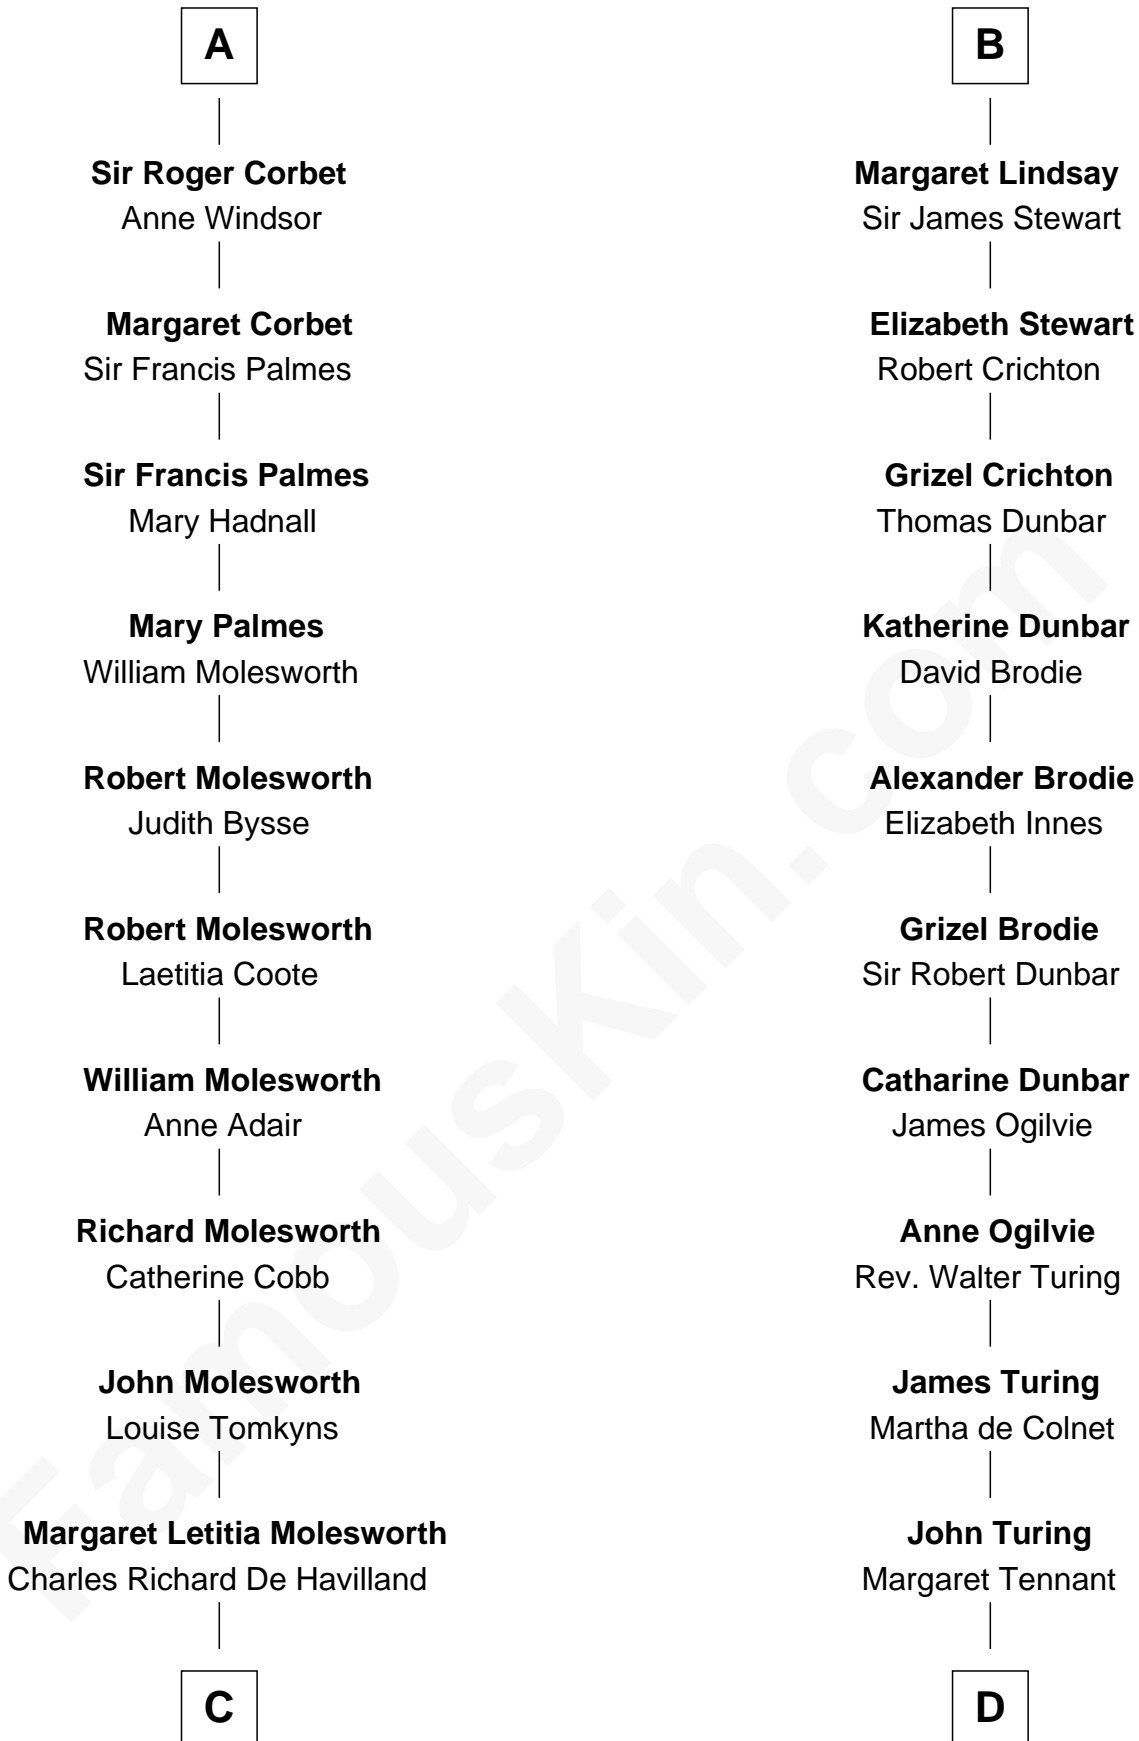 A
Sir Roger Corbet
Anne Windsor
Margaret Corbet
Sir Francis Palmes
Sir Francis Palmes
Mary Hadnall
Mary Palmes
William Molesworth
Robert Molesworth
Judith Bysse
Robert Molesworth
Laetitia Coote
William Molesworth
Anne Adair
Richard Molesworth
Catherine Cobb
John Molesworth
Louise Tomkyns
Margaret Letitia Molesworth
Charles Richard De Havilland
C
B
Margaret Lindsay
Sir James Stewart
Elizabeth Stewart
Robert Crichton
Grizel Crichton
Thomas Dunbar
Katherine Dunbar
David Brodie
Alexander Brodie
Elizabeth Innes
Grizel Brodie
Sir Robert Dunbar
Catharine Dunbar
James Ogilvie
Anne Ogilvie
Rev. Walter Turing
James Turing
Martha de Colnet
John Turing
Margaret Tennant
D
FamousKin.com